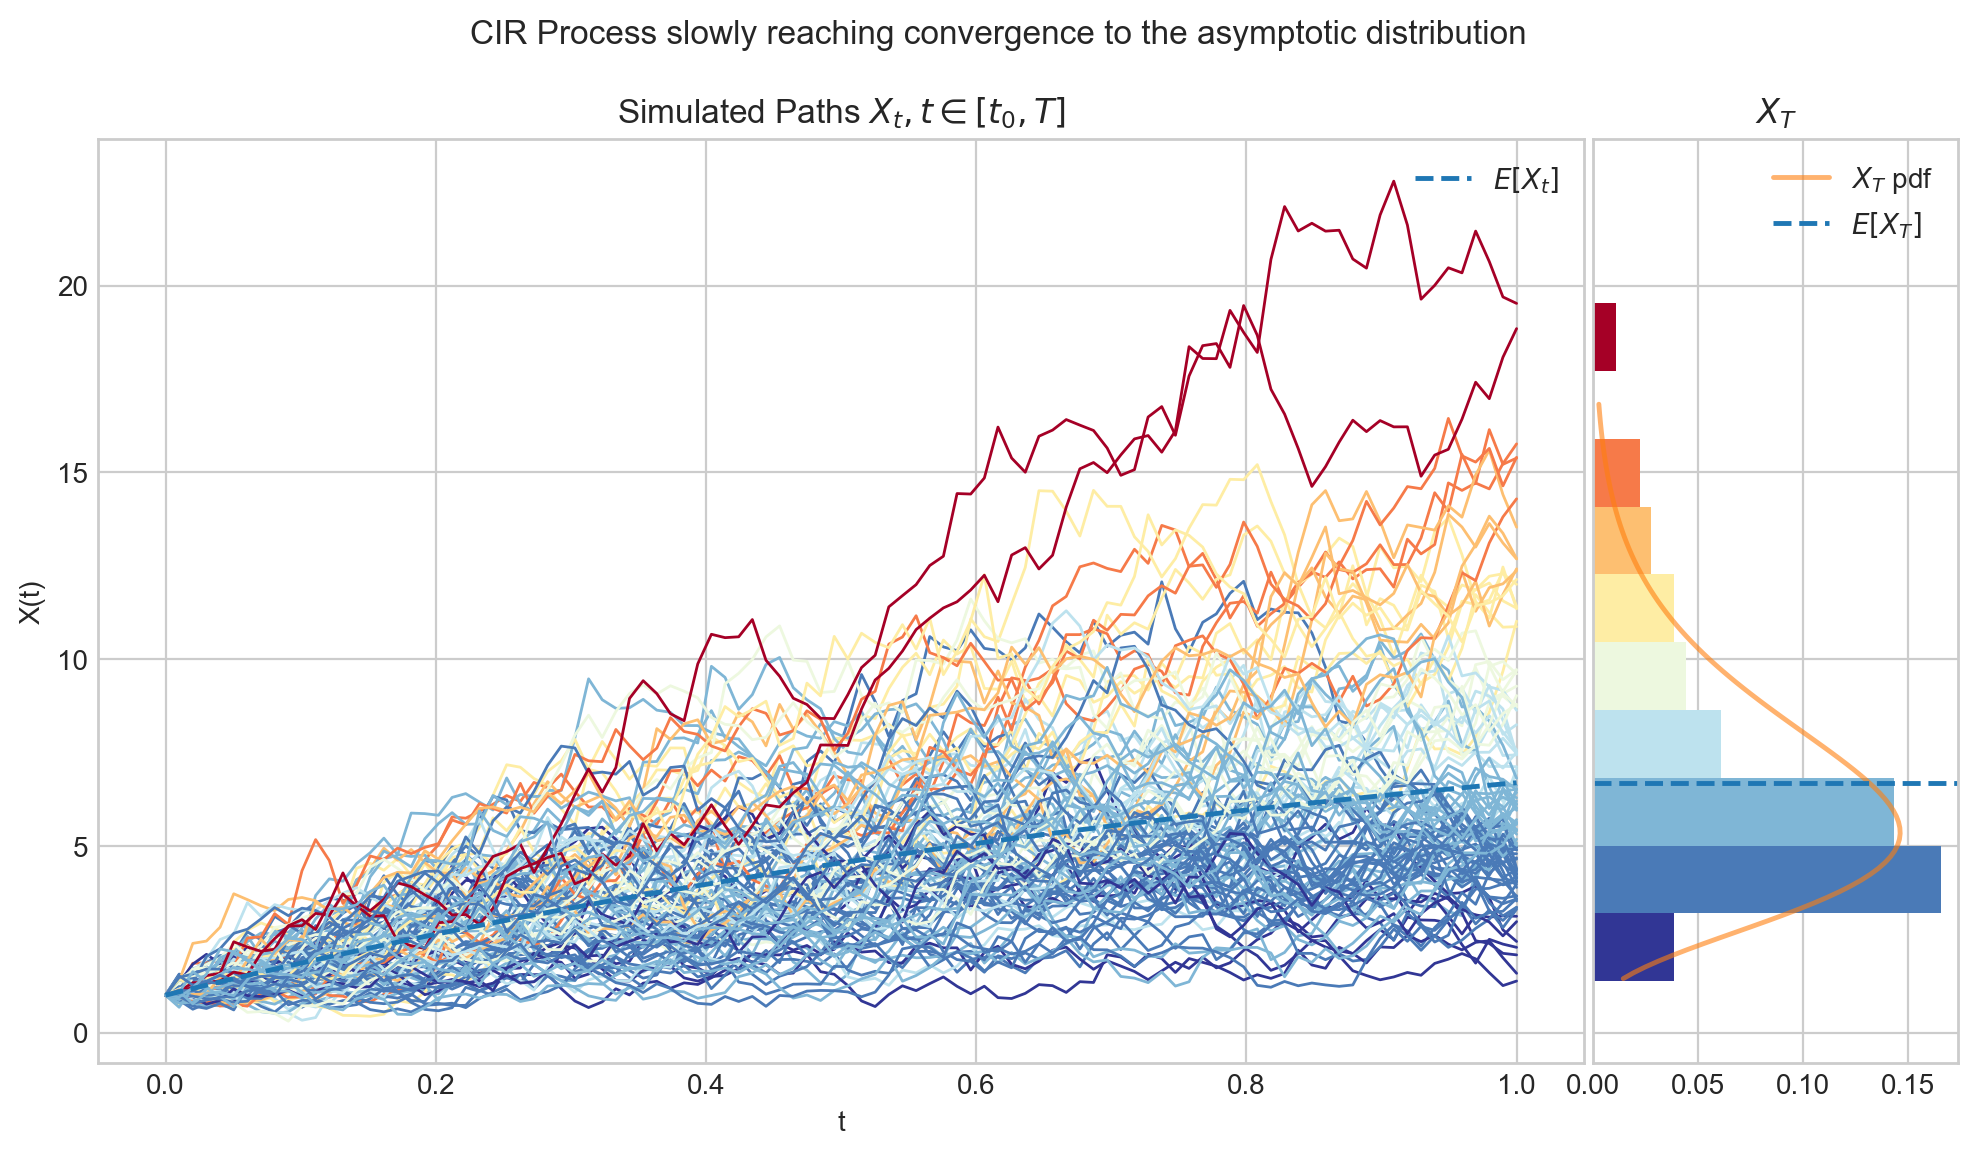 CIR Process slowly reaching convergence to the asymptotic distribution
Simulated Paths $X_t, t \in [t_0, T]$
$X_T$
$E[X_t]$
$X_T$ pdf
$E[X_T]$
20
15
10
5
0
X(t)
0.0 0.2 0.4 0.6 0.8 1.0
0.00 0.05 0.10 0.15
t